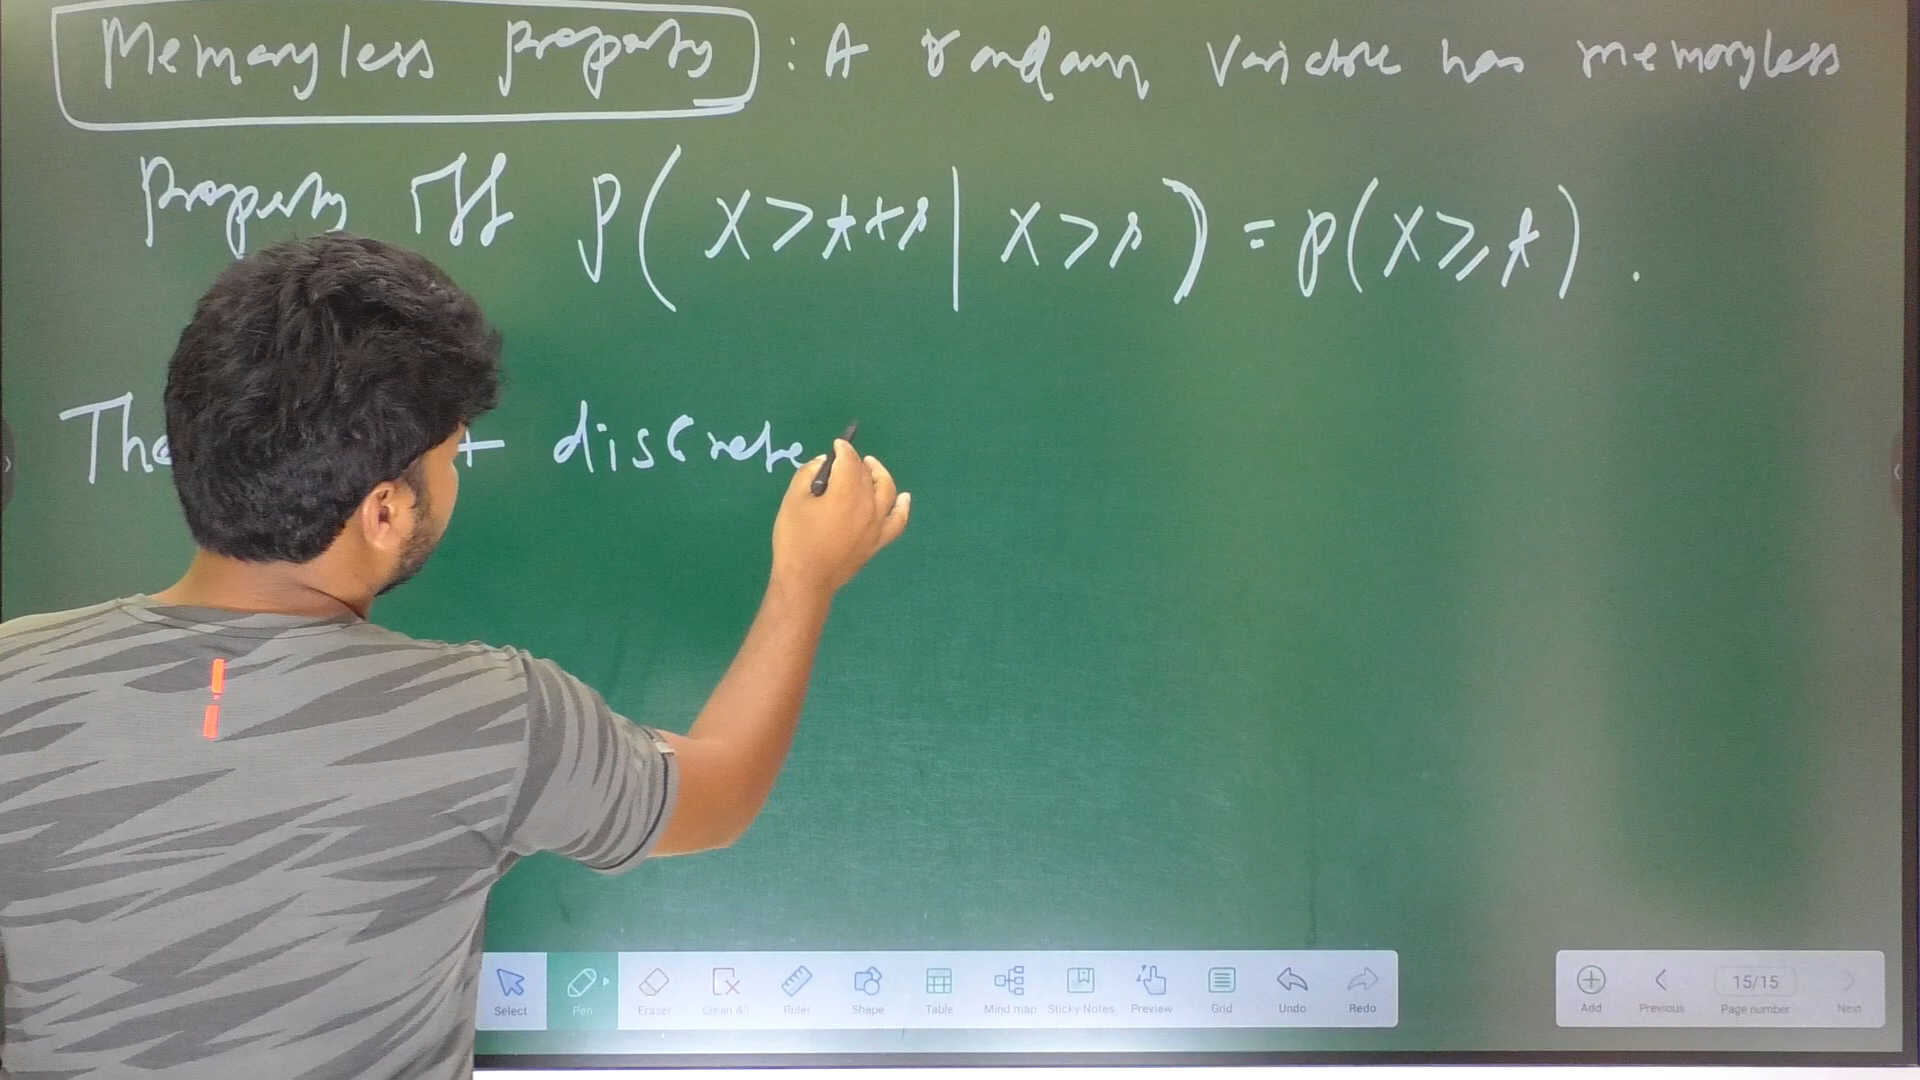 Memoryless property : A random variable has memoryless
property iff P(X>t+s|X>s)=P(X≥t).
The + discrete
Select Pen Eraser Clean All Ruler Shape Table Mind map Sticky Notes Preview Grid Undo Redo Add Previous 15/15 Page number Next